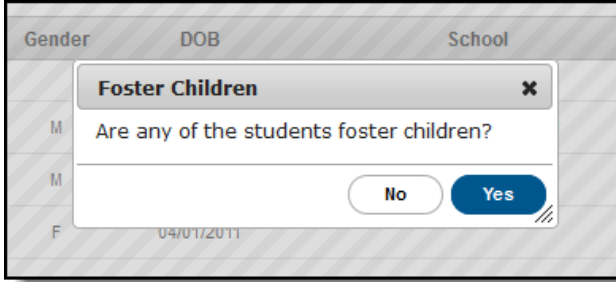 Gender DOB School
Foster Children ×
Are any of the students foster children?
M
No Yes
M
F 04/01/2011